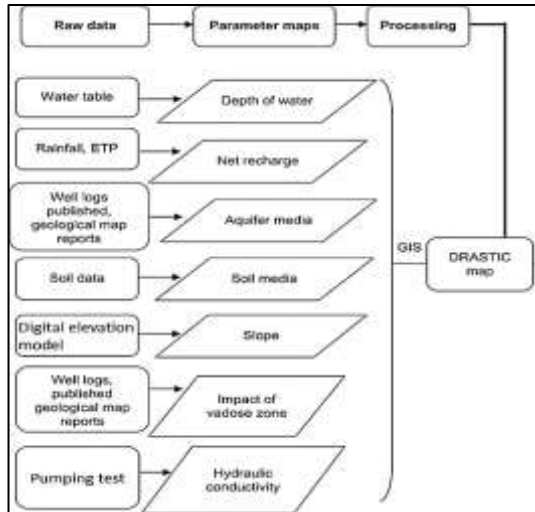 Raw data
Parameter maps
Processing
Water table
Depth of water
Rainfall, ETP
Net recharge
Well logs
published,
geological map
reports
Aquifer media
GIS
DRASTIC
map
Soil data
Soil media
Digital elevation
model
Slope
Well logs,
published
geological map
reports
Impact of
vadose zone
Pumping test
Hydraulic
conductivity